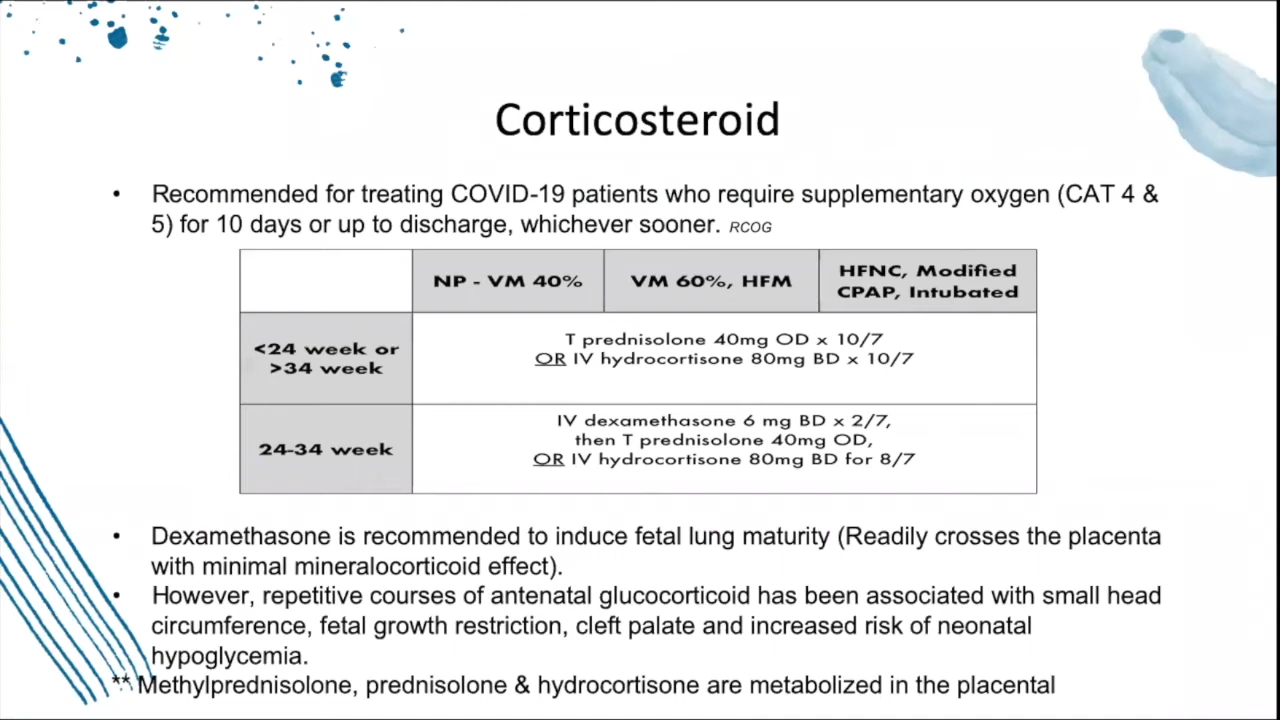 Corticosteroid
• Recommended for treating COVID-19 patients who require supplementary oxygen (CAT 4 &
5) for 10 days or up to discharge, whichever sooner. RCOG
NP - VM 40% VM 60%, HFM HFNC, Modified
CPAP, Intubated
<24 week or
>34 week
T prednisolone 40mg OD x 10/7
OR IV hydrocortisone 80mg BD x 10/7
24-34 week
IV dexamethasone 6 mg BD x 2/7,
then T prednisolone 40mg OD,
OR IV hydrocortisone 80mg BD for 8/7
• Dexamethasone is recommended to induce fetal lung maturity (Readily crosses the placenta
with minimal mineralocorticoid effect).
• However, repetitive courses of antenatal glucocorticoid has been associated with small head
circumference, fetal growth restriction, cleft palate and increased risk of neonatal
hypoglycemia.
** Methylprednisolone, prednisolone & hydrocortisone are metabolized in the placental